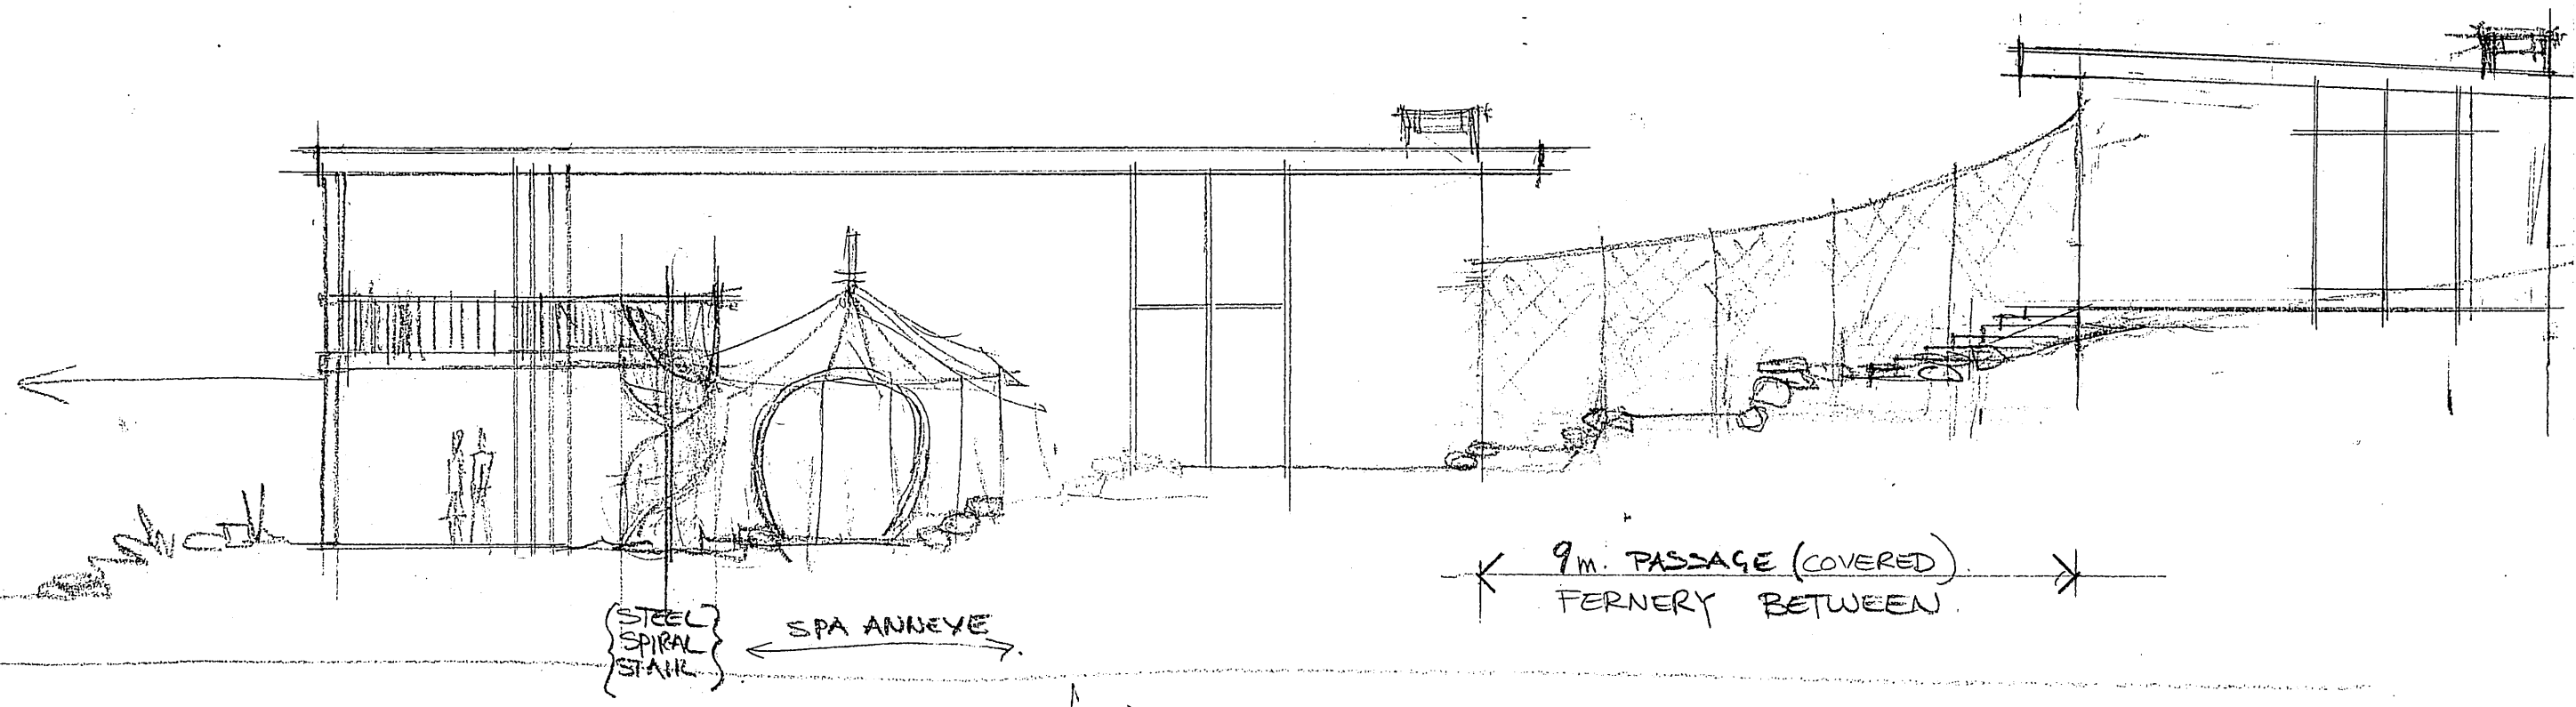 9m. PASSAGE (COVERED).
FERNERY BETWEEN.
{STEEL}
{SPIRAL}
{STAIR}
SPA ANNEXE